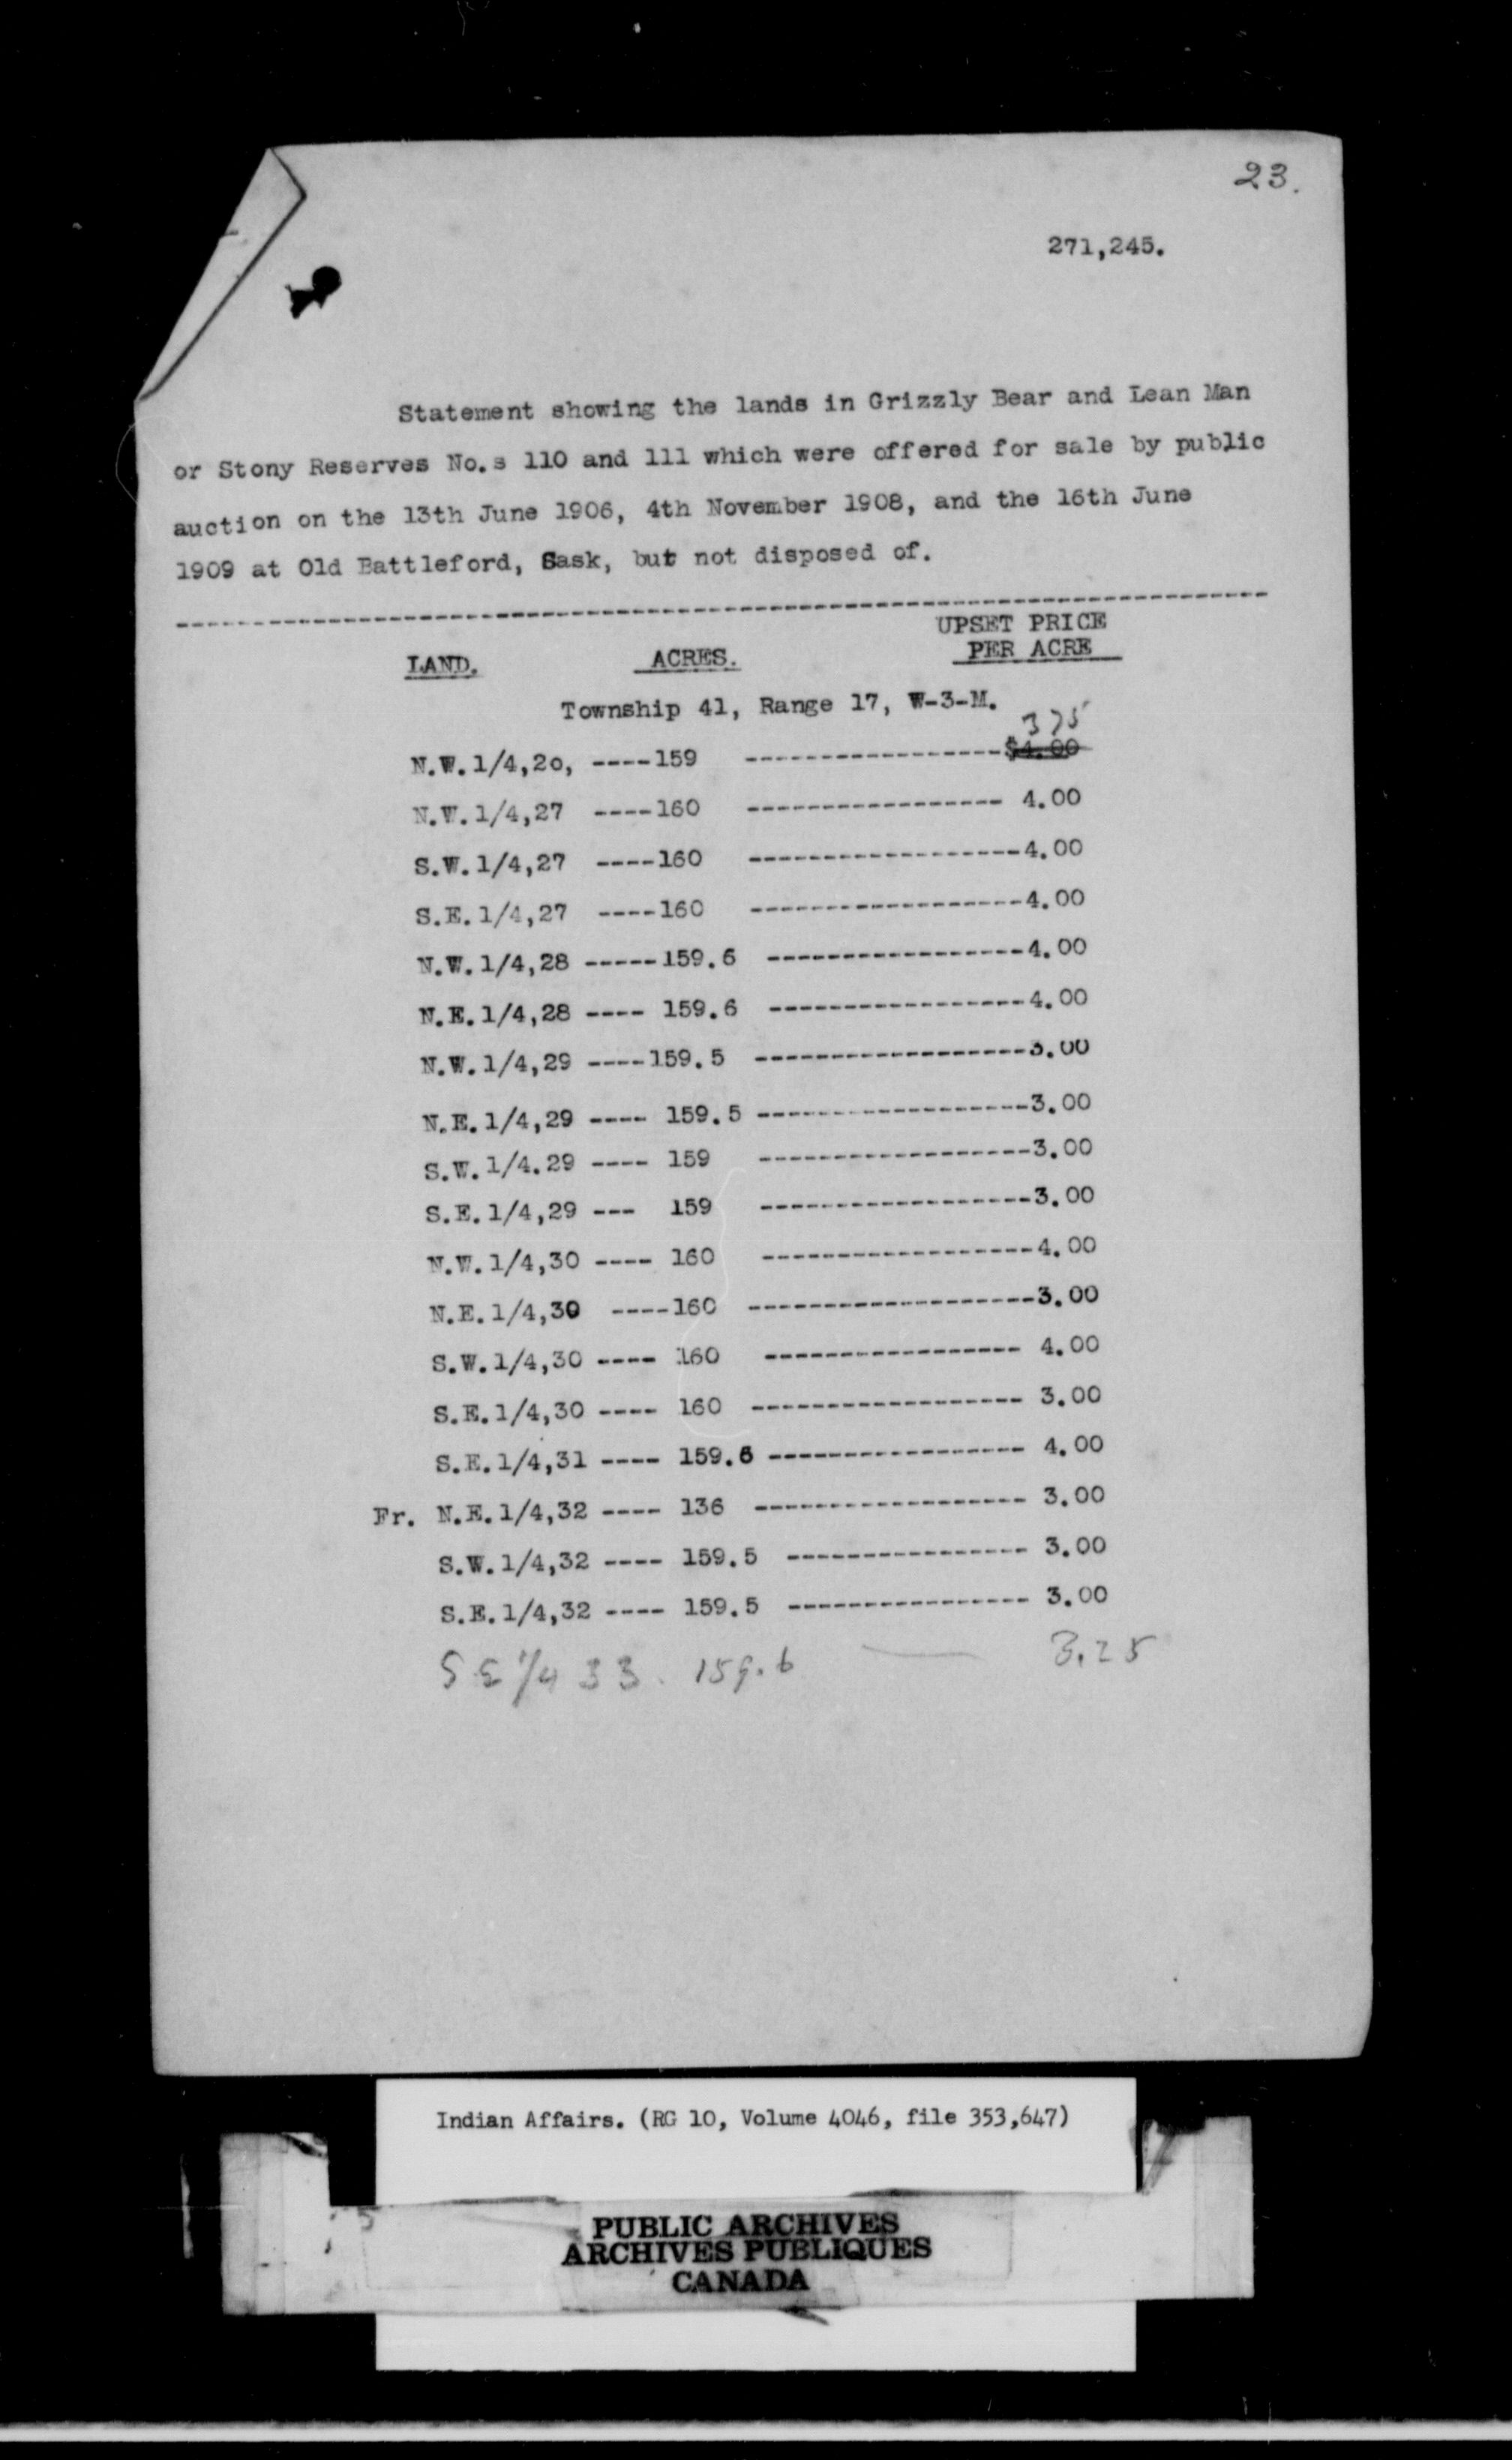 23.
271,245.
Statement showing the lands in Grizzly Bear and Lean Man
or Stony Reserves No.s 110 and 111 which were offered for sale by public
auction on the 13th June 1906, 4th November 1908, and the 16th June
1909 at Old Battleford, Sask, but not disposed of.
--------------------------------------------------------------------------------
UPSET PRICE
LAND. ACRES. PER ACRE
Township 41, Range 17, W-3-M.
375
N.W.1/4,2o, ----159 -----------------$4.00
N.W.1/4,27 ----160 ----------------- 4.00
S.W.1/4,27 ----160 ------------------4.00
S.E.1/4,27 ----160 ------------------4.00
N.W.1/4,28 -----159.6 -----------------4.00
N.E.1/4,28 ---- 159.6 -----------------4.00
N.W.1/4,29 ----159.5 ------------------3.00
N.E.1/4,29 ---- 159.5 ------------------3.00
S.W.1/4.29 ---- 159 ------------------3.00
S.E.1/4,29 --- 159 ------------------3.00
N.W.1/4,30 ---- 160 ------------------4.00
N.E.1/4,30 ----160 -------------------3.00
S.W.1/4,30 ---- 160 ----------------- 4.00
S.E.1/4,30 ---- 160 ------------------ 3.00
S.E.1/4,31 ---- 159.6 ----------------- 4.00
Fr. N.E.1/4,32 ---- 136 ------------------ 3.00
S.W.1/4,32 ---- 159.5 ---------------- 3.00
S.E.1/4,32 ---- 159.5 ---------------- 3.00
S E 1/4 33. 159.6 — 3.25
Indian Affairs. (RG 10, Volume 4046, file 353,647)
PUBLIC ARCHIVES
ARCHIVES PUBLIQUES
CANADA